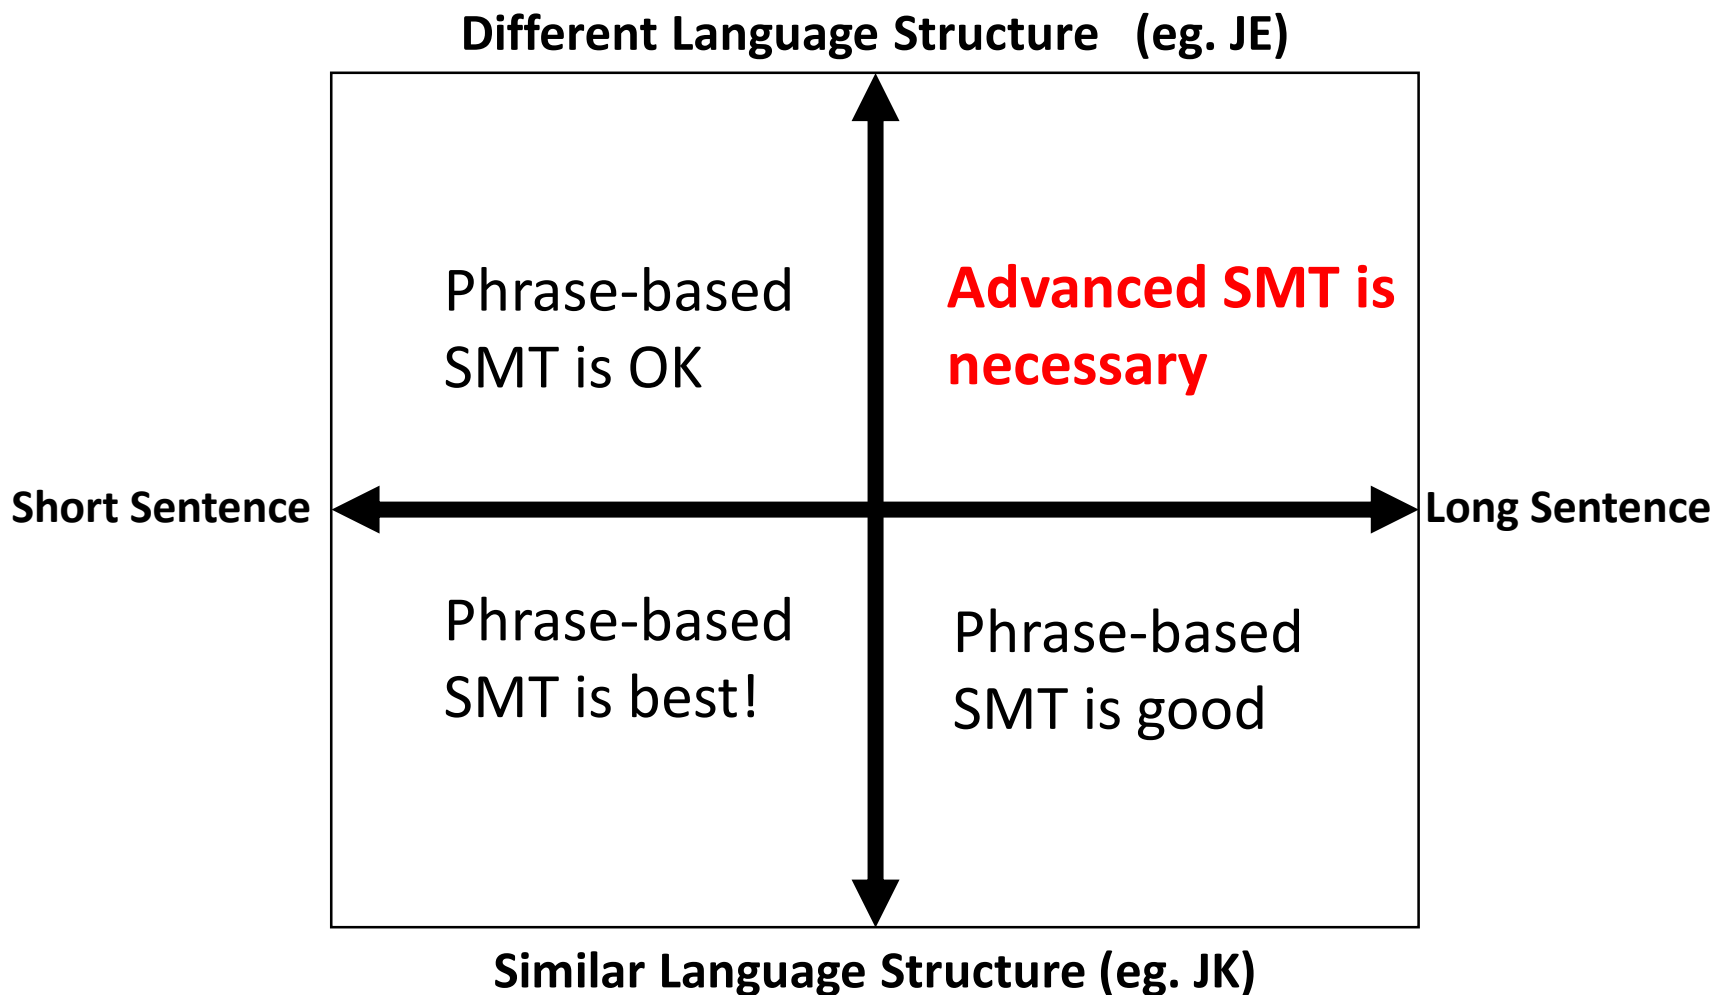 Different Language Structure (eg. JE)
Phrase-based
SMT is OK
Advanced SMT is
necessary
Short Sentence
Long Sentence
Phrase-based
SMT is best!
Phrase-based
SMT is good
Similar Language Structure (eg. JK)